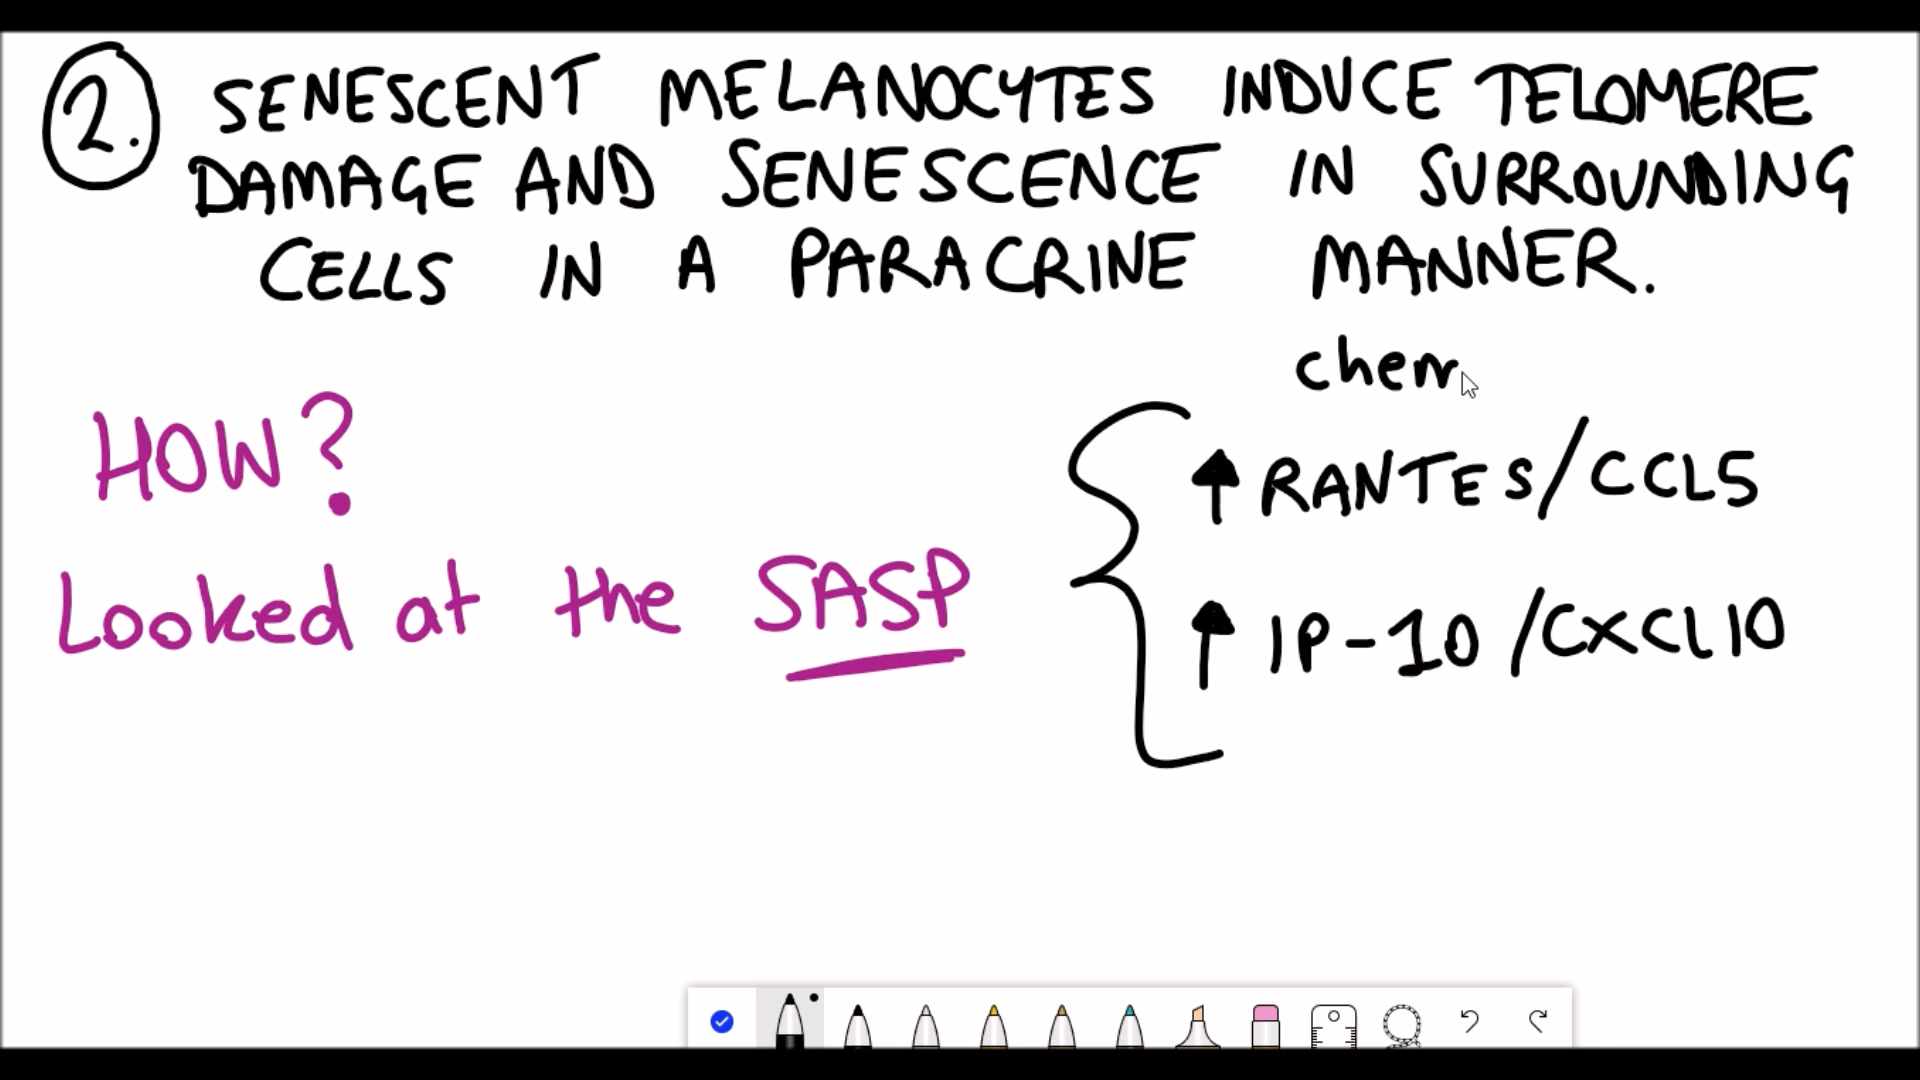 2. SENESCENT MELANOCYTES INDUCE TELOMERE
DAMAGE AND SENESCENCE IN SURROUNDING
CELLS IN A PARACRINE MANNER.
chem
HOW?
↑ RANTES/CCL5
Looked at the SASP
↑ IP-10/CXCL10